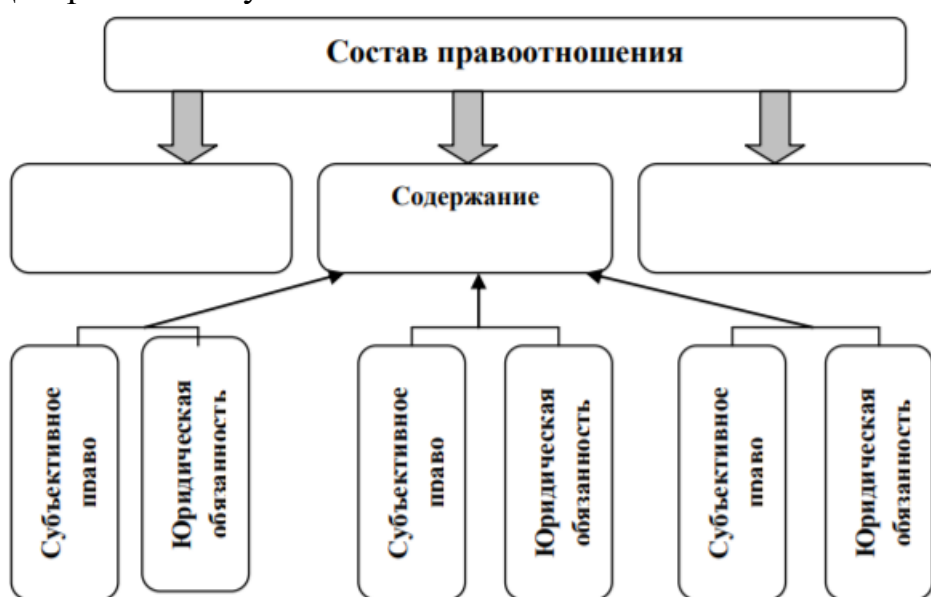 Состав правоотношения
Содержание
Субъективное
право
Юридическая
обязанность
Субъективное
право
Юридическая
обязанность
Субъективное
право
Юридическая
обязанность